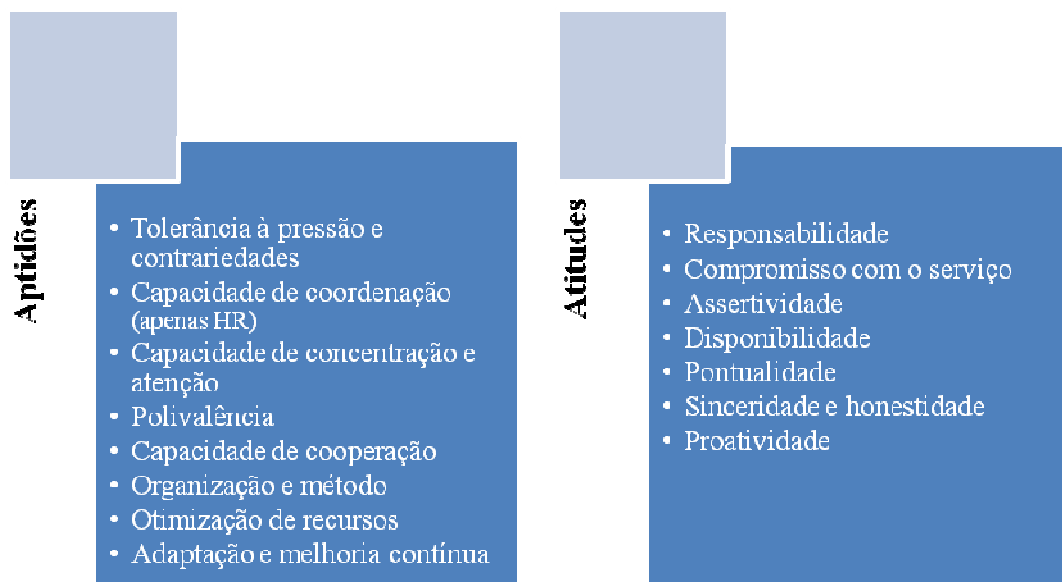 Aptidões
• Tolerância à pressão e
contrariedades
• Capacidade de coordenação
(apenas HR)
• Capacidade de concentração e
atenção
• Polivalência
• Capacidade de cooperação
• Organização e método
• Otimização de recursos
• Adaptação e melhoria contínua
Atitudes
• Responsabilidade
• Compromisso com o serviço
• Assertividade
• Disponibilidade
• Pontualidade
• Sinceridade e honestidade
• Proatividade